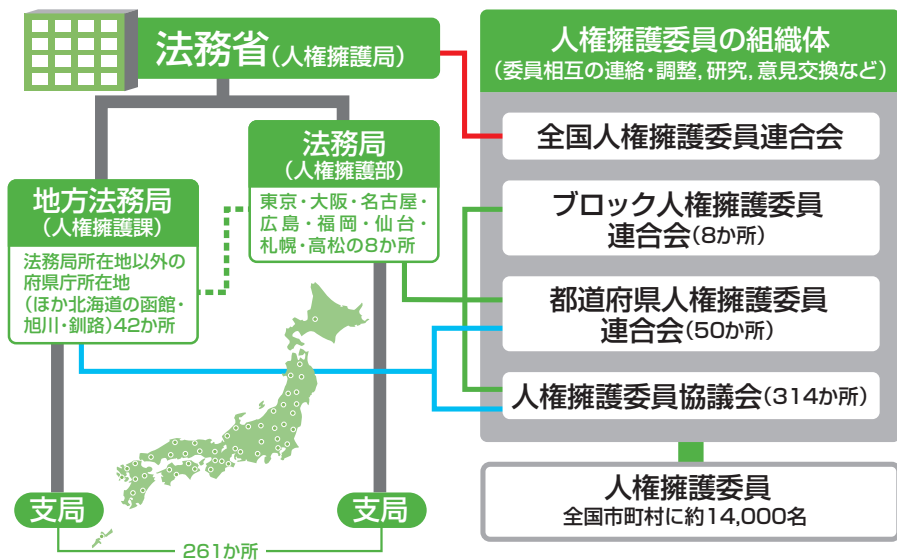 法務省(人権擁護局)
法務局
(人権擁護部)
東京・大阪・名古屋・
広島・福岡・仙台・
札幌・高松の8か所
地方法務局
(人権擁護課)
法務局所在地以外の
府県庁所在地
(ほか北海道の函館・
旭川・釧路)42か所
支局
支局
261か所
人権擁護委員の組織体
(委員相互の連絡・調整,研究,意見交換など)
全国人権擁護委員連合会
ブロック人権擁護委員
連合会(8か所)
都道府県人権擁護委員
連合会(50か所)
人権擁護委員協議会(314か所)
人権擁護委員
全国市町村に約14,000名